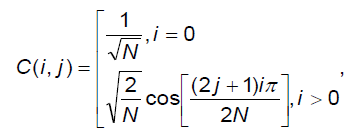 C(i, j) = [ 1/√N, i = 0
√(2/N) cos[(2j + 1)iπ / 2N], i > 0 ,